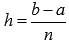 h = (b − a) / n